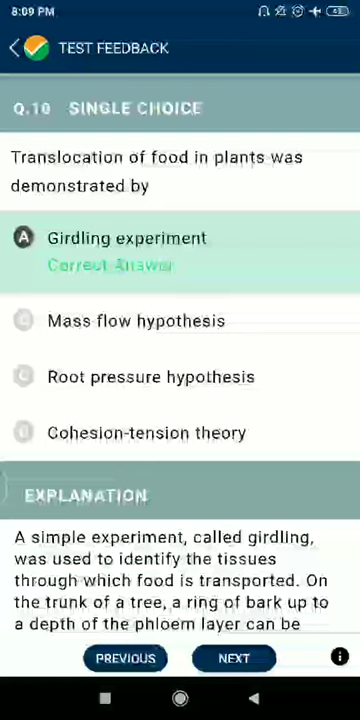 8:09 PM
TEST FEEDBACK
Q.10 SINGLE CHOICE
Translocation of food in plants was
demonstrated by
A Girdling experiment
Correct Answer
Mass flow hypothesis
C Root pressure hypothesis
D Cohesion-tension theory
EXPLANATION
A simple experiment, called girdling,
was used to identify the tissues
through which food is transported. On
the trunk of a tree, a ring of bark up to
a depth of the phloem layer can be
PREVIOUS
NEXT